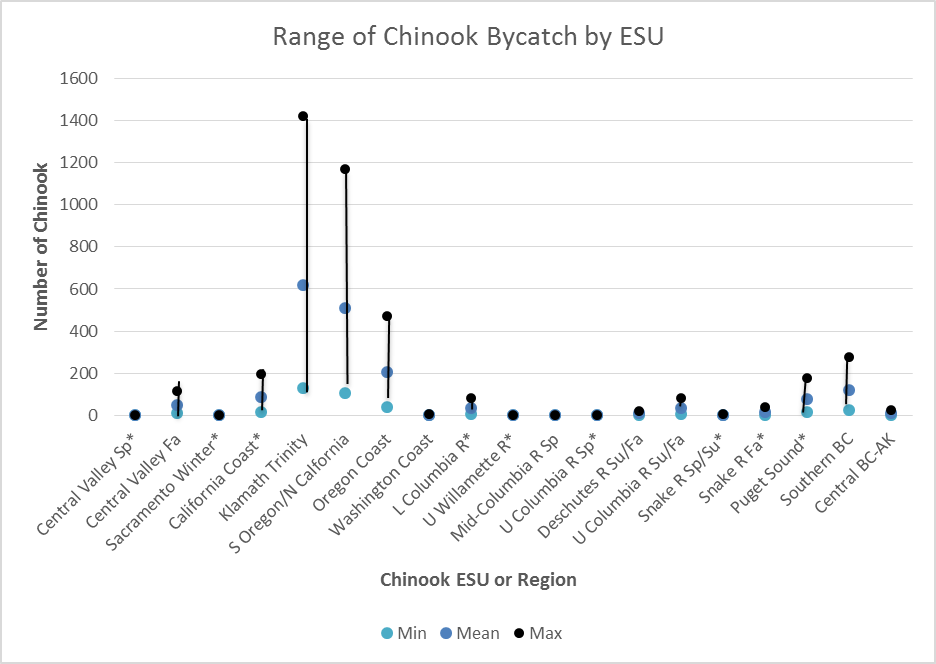 Range of Chinook Bycatch by ESU
Number of Chinook
1600
1400
1200
1000
800
600
400
200
0
Central Valley Sp*
Central Valley Fa
Sacramento Winter*
California Coast*
Klamath Trinity
S Oregon/N California
Oregon Coast
Washington Coast
L Columbia R*
U Willamette R*
Mid-Columbia R Sp
U Columbia R Sp*
Deschutes R Su/Fa
U Columbia R Su/Fa
Snake R Sp/Su*
Snake R Fa*
Puget Sound*
Southern BC
Central BC-AK
Chinook ESU or Region
Min Mean Max